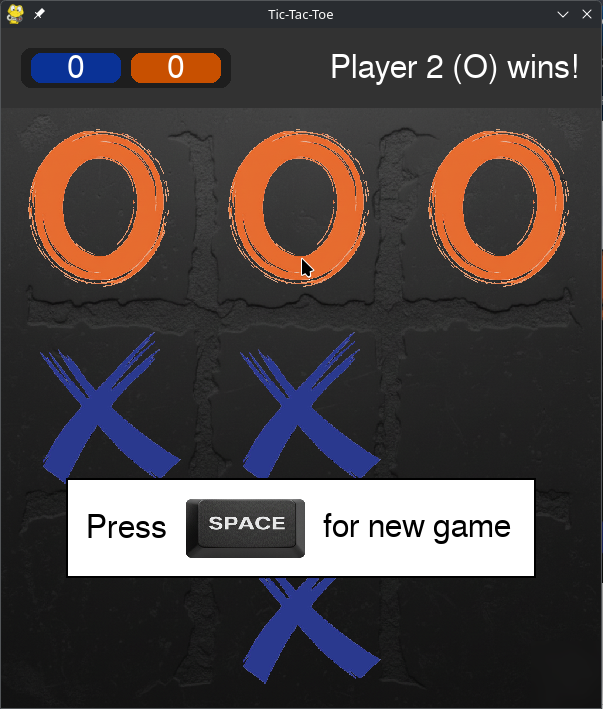 Tic-Tac-Toe
0 0 Player 2 (O) wins!
O O O
X X
Press SPACE for new game
X